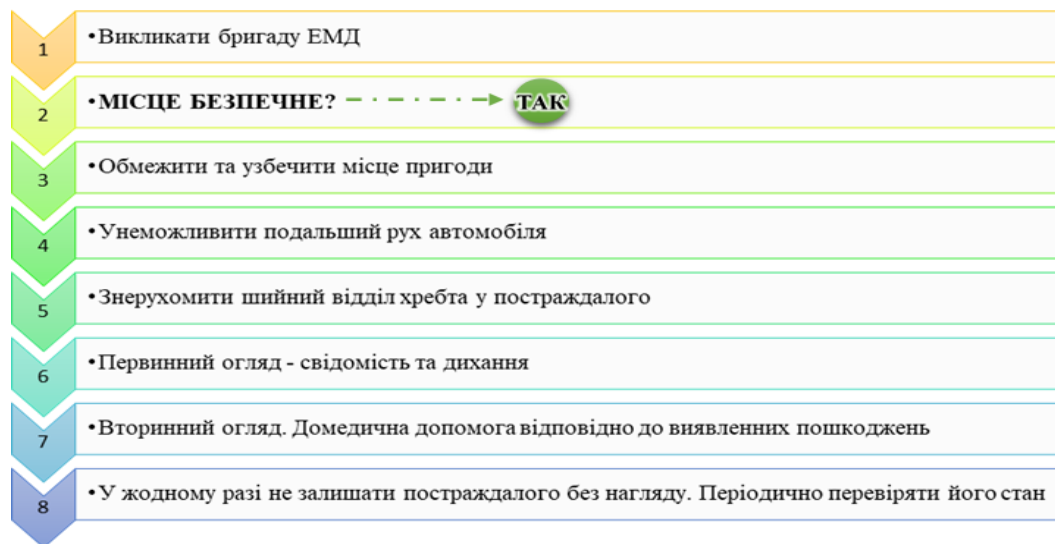 1
•Викликати бригаду ЕМД
2
•МІСЦЕ БЕЗПЕЧНЕ? ТАК
3
•Обмежити та узбечити місце пригоди
4
•Унеможливити подальший рух автомобіля
5
•Знерухомити шийний відділ хребта у постраждалого
6
•Первинний огляд - свідомість та дихання
7
•Вторинний огляд. Домедична допомога відповідно до виявленних пошкоджень
8
•У жодному разі не залишати постраждалого без нагляду. Періодично перевіряти його стан